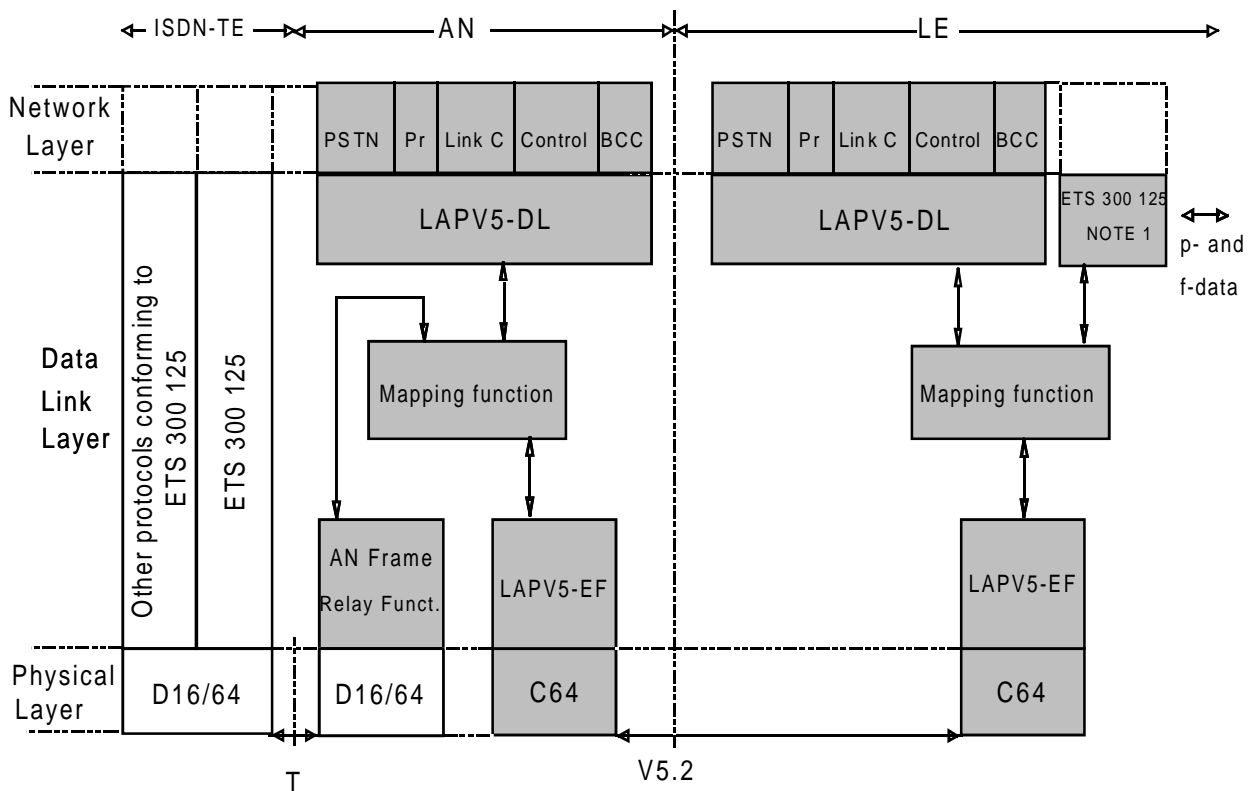 ISDN-TE
AN
LE
Network
Layer
PSTN
Pr
Link C
Control
BCC
PSTN
Pr
Link C
Control
BCC
LAPV5-DL
LAPV5-DL
ETS 300 125
NOTE 1
p- and
f-data
Data
Link
Layer
Other protocols conforming to
ETS 300 125
ETS 300 125
Mapping function
Mapping function
AN Frame
Relay Funct.
LAPV5-EF
LAPV5-EF
Physical
Layer
D16/64
D16/64
C64
C64
T
V5.2